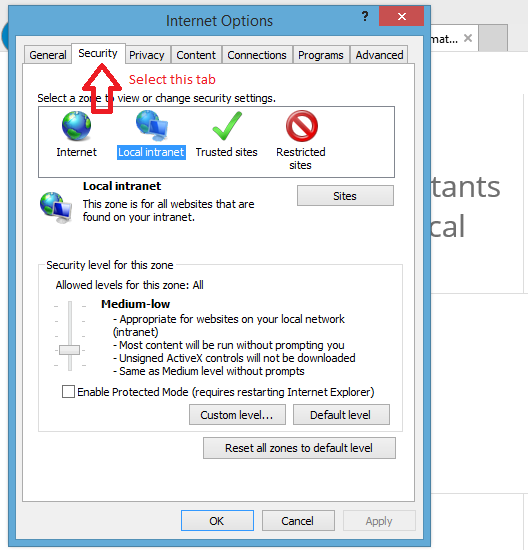 Internet Options
?
mat...
General
Security
Privacy
Content
Connections
Programs
Advanced
Select this tab
Select a zone to view or change security settings.
Internet
Local intranet
Trusted sites
Restricted
sites
Local intranet
This zone is for all websites that are
found on your intranet.
Sites
tants
cal
Security level for this zone
Allowed levels for this zone: All
Medium-low
- Appropriate for websites on your local network
(intranet)
- Most content will be run without prompting you
- Unsigned ActiveX controls will not be downloaded
- Same as Medium level without prompts
Enable Protected Mode (requires restarting Internet Explorer)
Custom level...
Default level
Reset all zones to default level
OK
Cancel
Apply